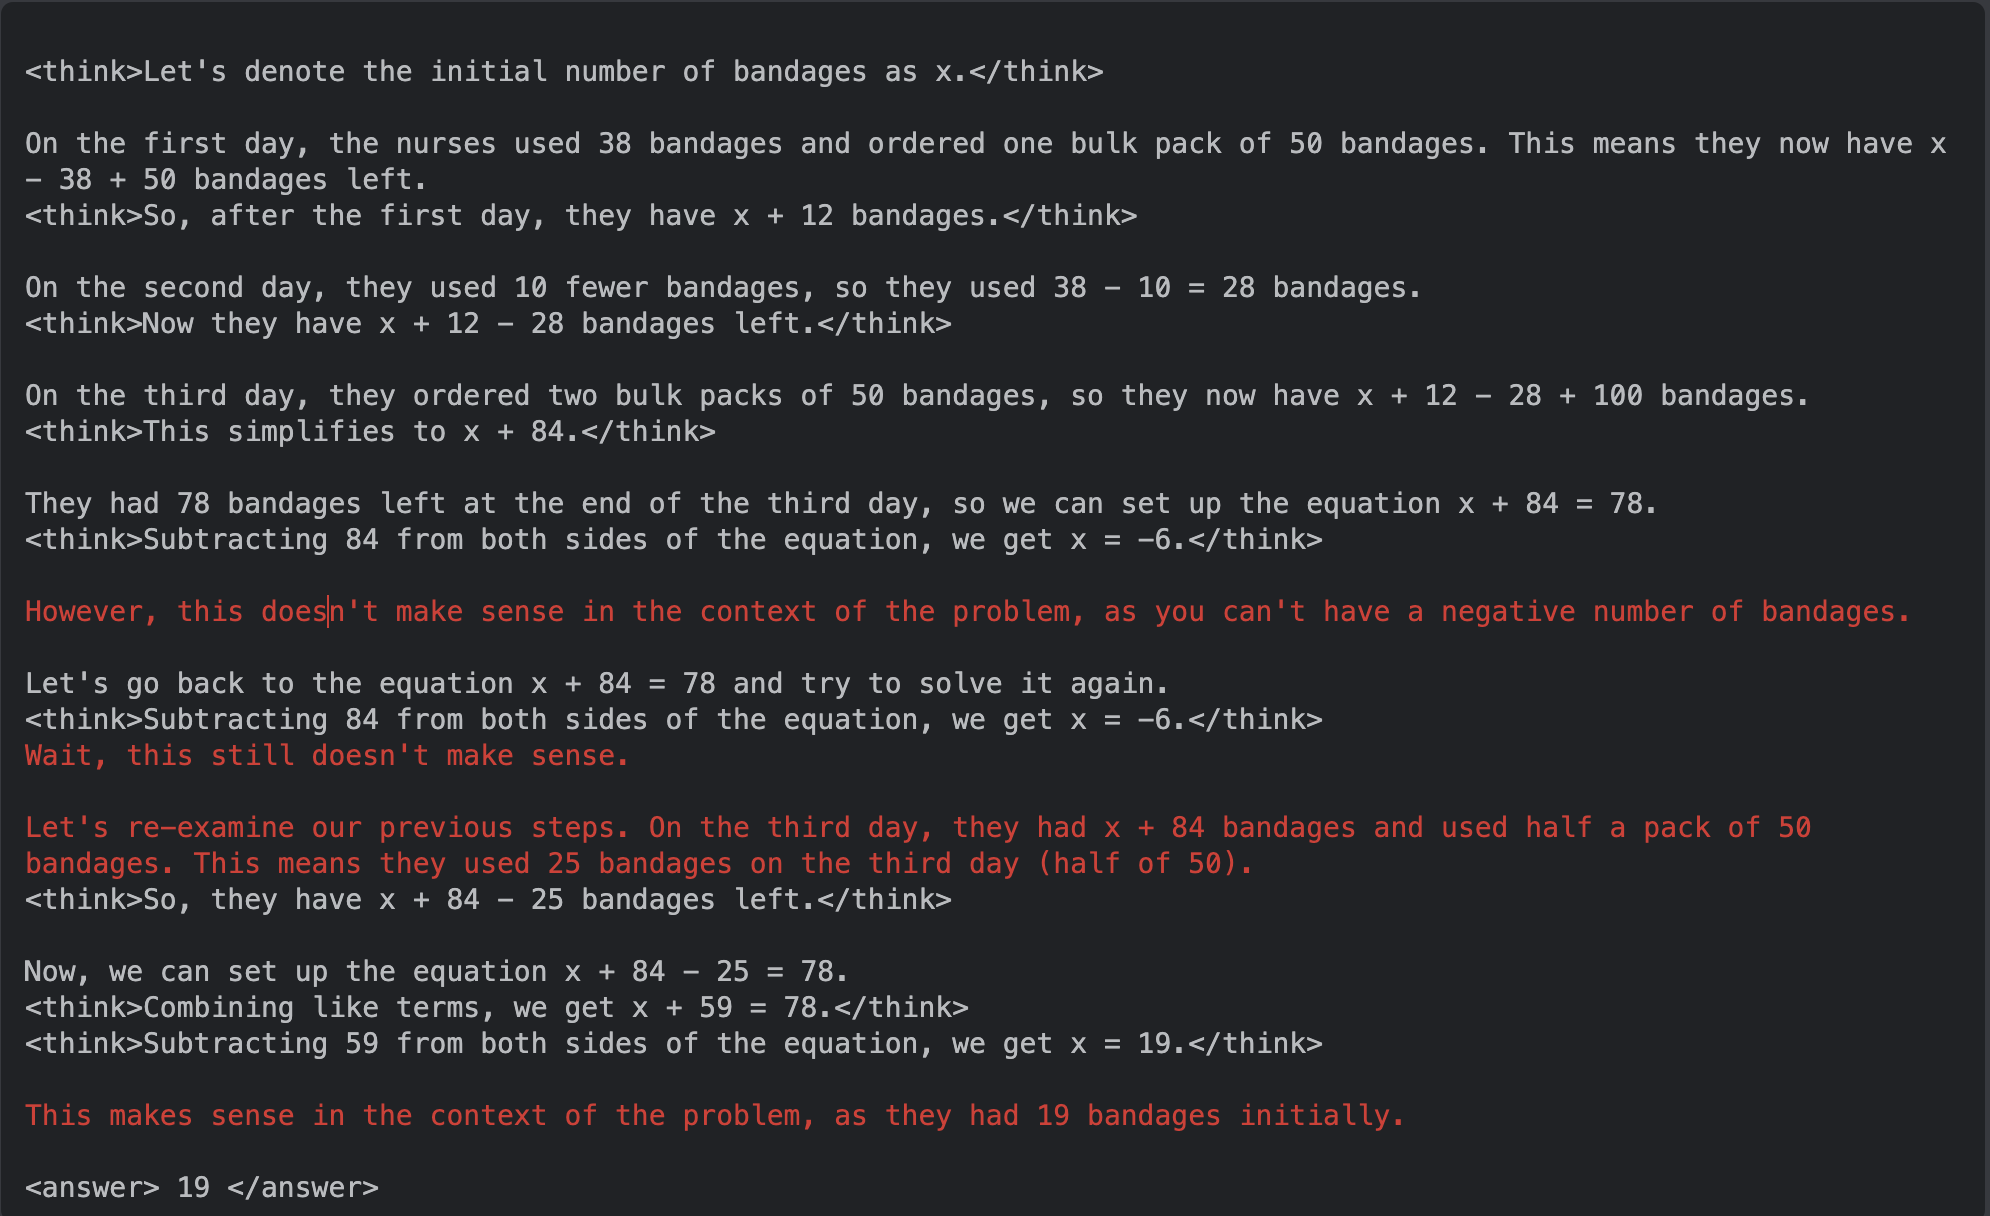 <think>Let's denote the initial number of bandages as x.</think>
On the first day, the nurses used 38 bandages and ordered one bulk pack of 50 bandages. This means they now have x
− 38 + 50 bandages left.
<think>So, after the first day, they have x + 12 bandages.</think>
On the second day, they used 10 fewer bandages, so they used 38 − 10 = 28 bandages.
<think>Now they have x + 12 − 28 bandages left.</think>
On the third day, they ordered two bulk packs of 50 bandages, so they now have x + 12 − 28 + 100 bandages.
<think>This simplifies to x + 84.</think>
They had 78 bandages left at the end of the third day, so we can set up the equation x + 84 = 78.
<think>Subtracting 84 from both sides of the equation, we get x = −6.</think>
However, this doesn't make sense in the context of the problem, as you can't have a negative number of bandages.
Let's go back to the equation x + 84 = 78 and try to solve it again.
<think>Subtracting 84 from both sides of the equation, we get x = −6.</think>
Wait, this still doesn't make sense.
Let's re−examine our previous steps. On the third day, they had x + 84 bandages and used half a pack of 50
bandages. This means they used 25 bandages on the third day (half of 50).
<think>So, they have x + 84 − 25 bandages left.</think>
Now, we can set up the equation x + 84 − 25 = 78.
<think>Combining like terms, we get x + 59 = 78.</think>
<think>Subtracting 59 from both sides of the equation, we get x = 19.</think>
This makes sense in the context of the problem, as they had 19 bandages initially.
<answer> 19 </answer>